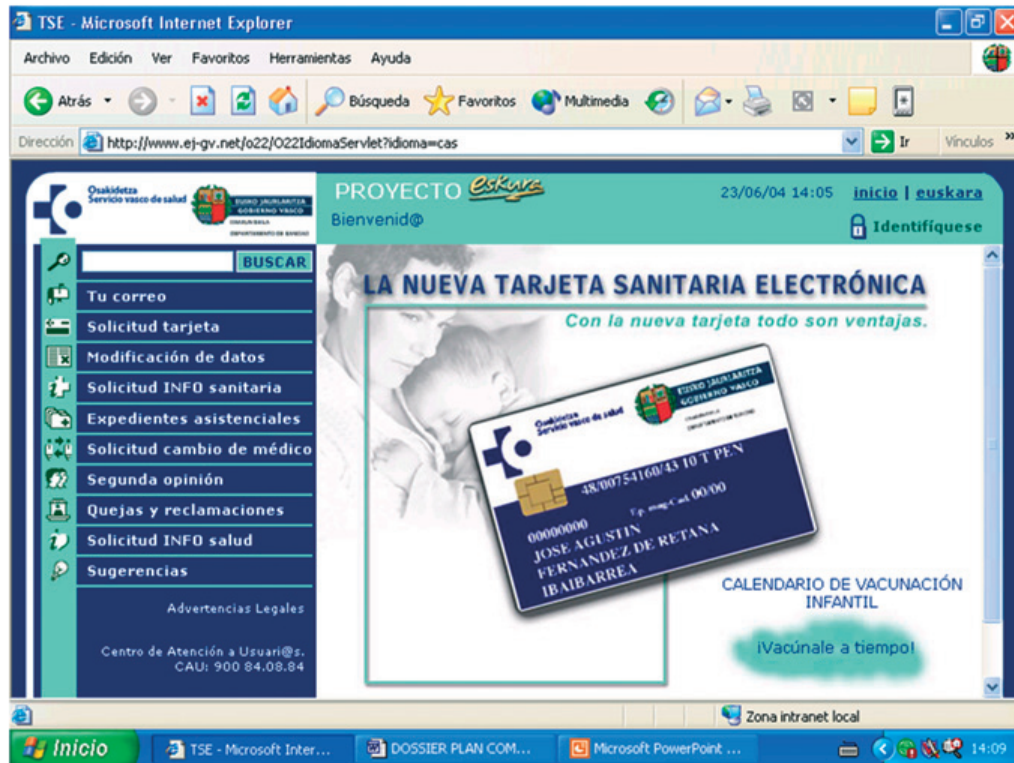 TSE - Microsoft Internet Explorer
Archivo Edición Ver Favoritos Herramientas Ayuda
Atrás Búsqueda Favoritos Multimedia
Dirección http://www.ej-gv.net/o22/O22IdiomaServlet?idioma=cas Ir Vínculos »
Osakidetza
Servicio vasco de salud
EUSKO JAURLARITZA
GOBIERNO VASCO
DEPARTAMENTO DE SANIDAD
PROYECTO eskura
Bienvenid@
23/06/04 14:05 inicio | euskara
Identifíquese
BUSCAR
Tu correo
Solicitud tarjeta
Modificación de datos
Solicitud INFO sanitaria
Expedientes asistenciales
Solicitud cambio de médico
Segunda opinión
Quejas y reclamaciones
Solicitud INFO salud
Sugerencias
Advertencias Legales
Centro de Atención a Usuari@s.
CAU: 900 84.08.84
LA NUEVA TARJETA SANITARIA ELECTRÓNICA
Con la nueva tarjeta todo son ventajas.
Osakidetza
Servicio vasco de salud
EUSKO JAURLARITZA
GOBIERNO VASCO
48/00754160/43 10 T PEN
00/00
00000000
JOSE AGUSTIN
FERNANDEZ DE RETANA
IBAIBARREA
CALENDARIO DE VACUNACIÓN
INFANTIL
¡Vacúnale a tiempo!
Zona intranet local
Inicio TSE - Microsoft Inter... DOSSIER PLAN COM... Microsoft PowerPoint ... 14:09